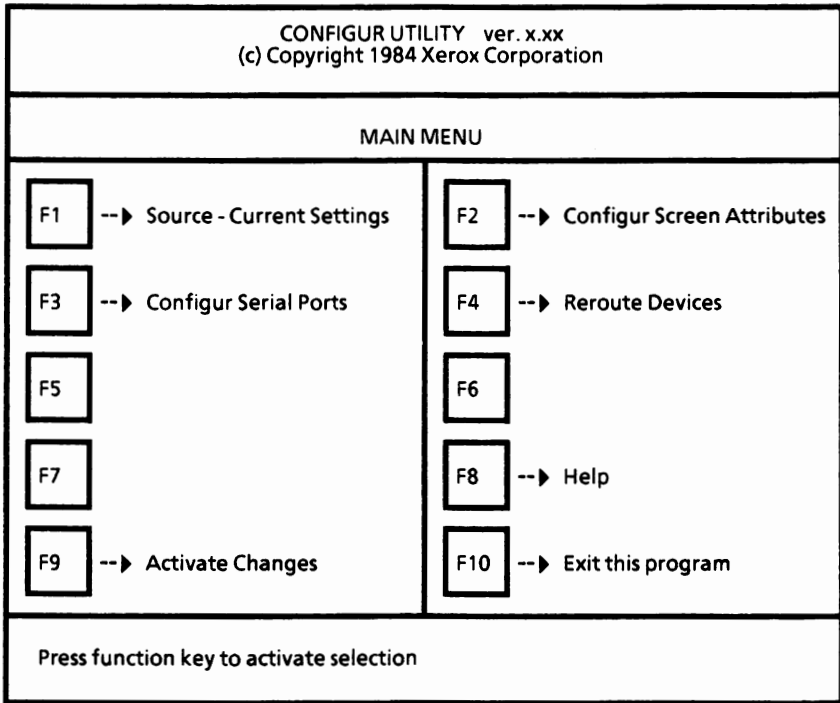 CONFIGUR UTILITY ver. x.xx
(c) Copyright 1984 Xerox Corporation
MAIN MENU
F1 --▶ Source - Current Settings
F2 --▶ Configur Screen Attributes
F3 --▶ Configur Serial Ports
F4 --▶ Reroute Devices
F5
F6
F7
F8 --▶ Help
F9 --▶ Activate Changes
F10 --▶ Exit this program
Press function key to activate selection